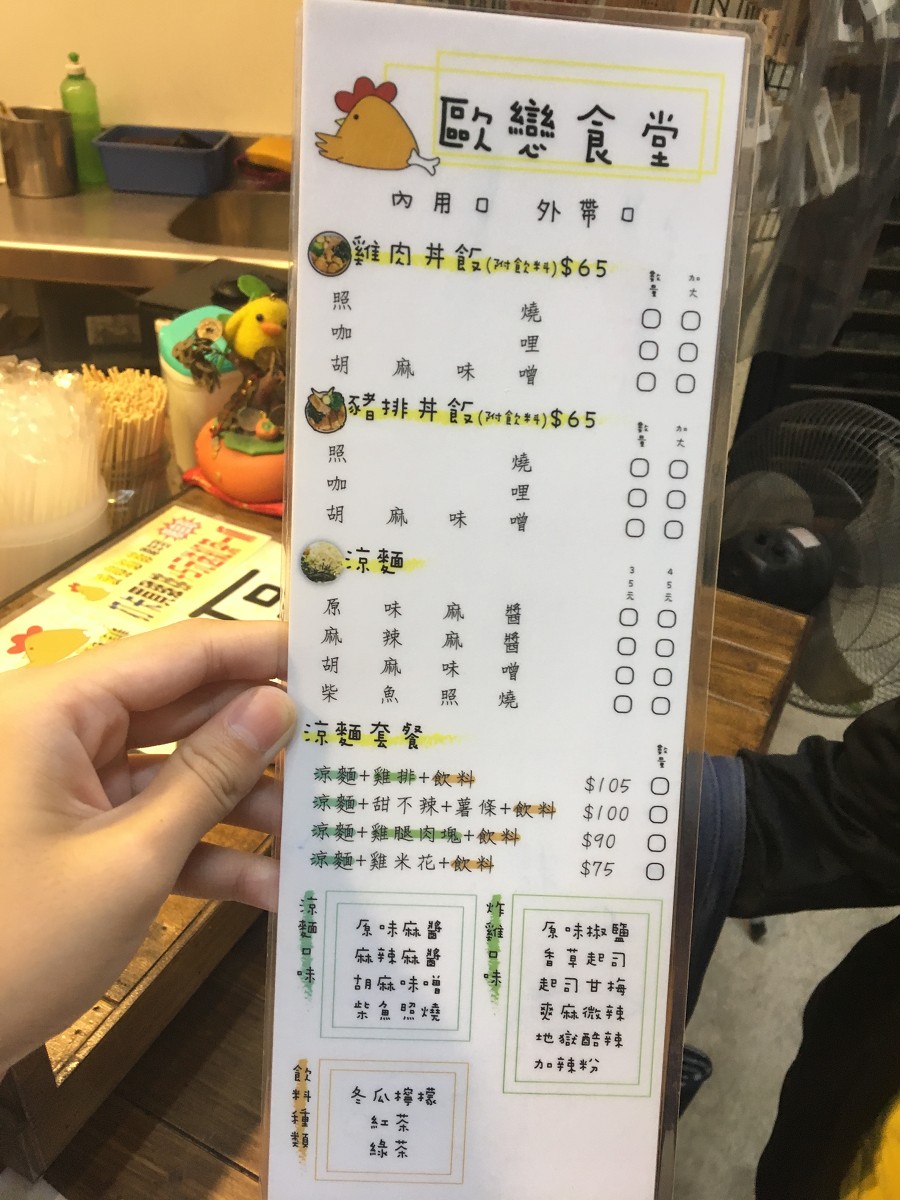 歐戀食堂
內用口 外帶口
雞肉丼飯(附飲料)$65
數量 加大
照燒
咖哩
胡麻味噌
豬排丼飯(附飲料)$65
數量 加大
照燒
咖哩
胡麻味噌
涼麵
35元 45元
原味麻醬
麻辣麻醬
胡麻味噌
柴魚照燒
涼麵套餐
數量
涼麵+雞排+飲料 $105
涼麵+甜不辣+薯條+飲料 $100
涼麵+雞腿肉塊+飲料 $90
涼麵+雞米花+飲料 $75
涼麵口味
原味麻醬
麻辣麻醬
胡麻味噌
柴魚照燒
炸雞口味
原味椒鹽
香草起司
起司甘梅
爽麻微辣
地獄酷辣
加辣粉
飲料種類
冬瓜檸檬
紅茶
綠茶